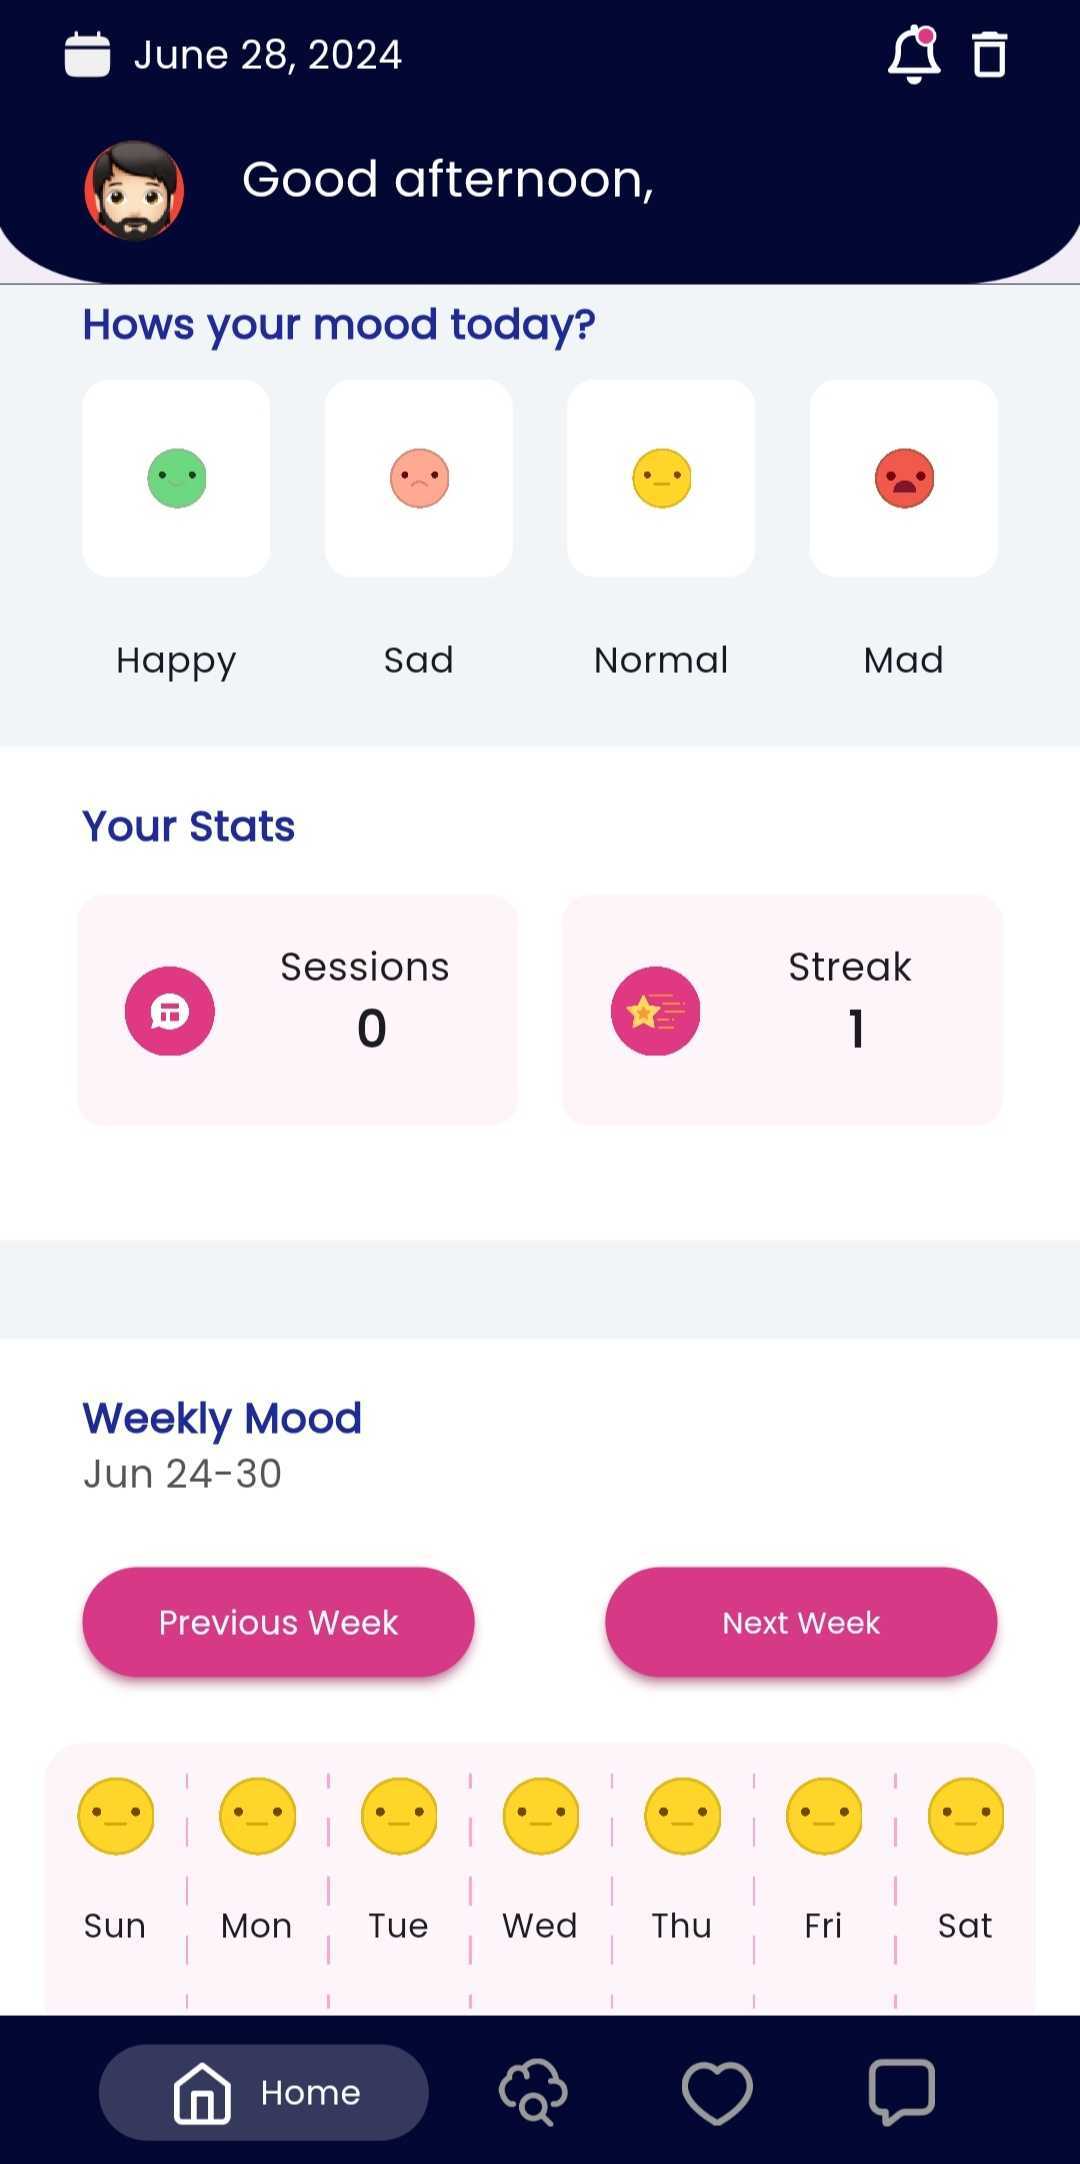 June 28, 2024
Good afternoon,
Hows your mood today?
Happy Sad Normal Mad
Your Stats
Sessions
0
Streak
1
Weekly Mood
Jun 24-30
Previous Week Next Week
Sun Mon Tue Wed Thu Fri Sat
Home